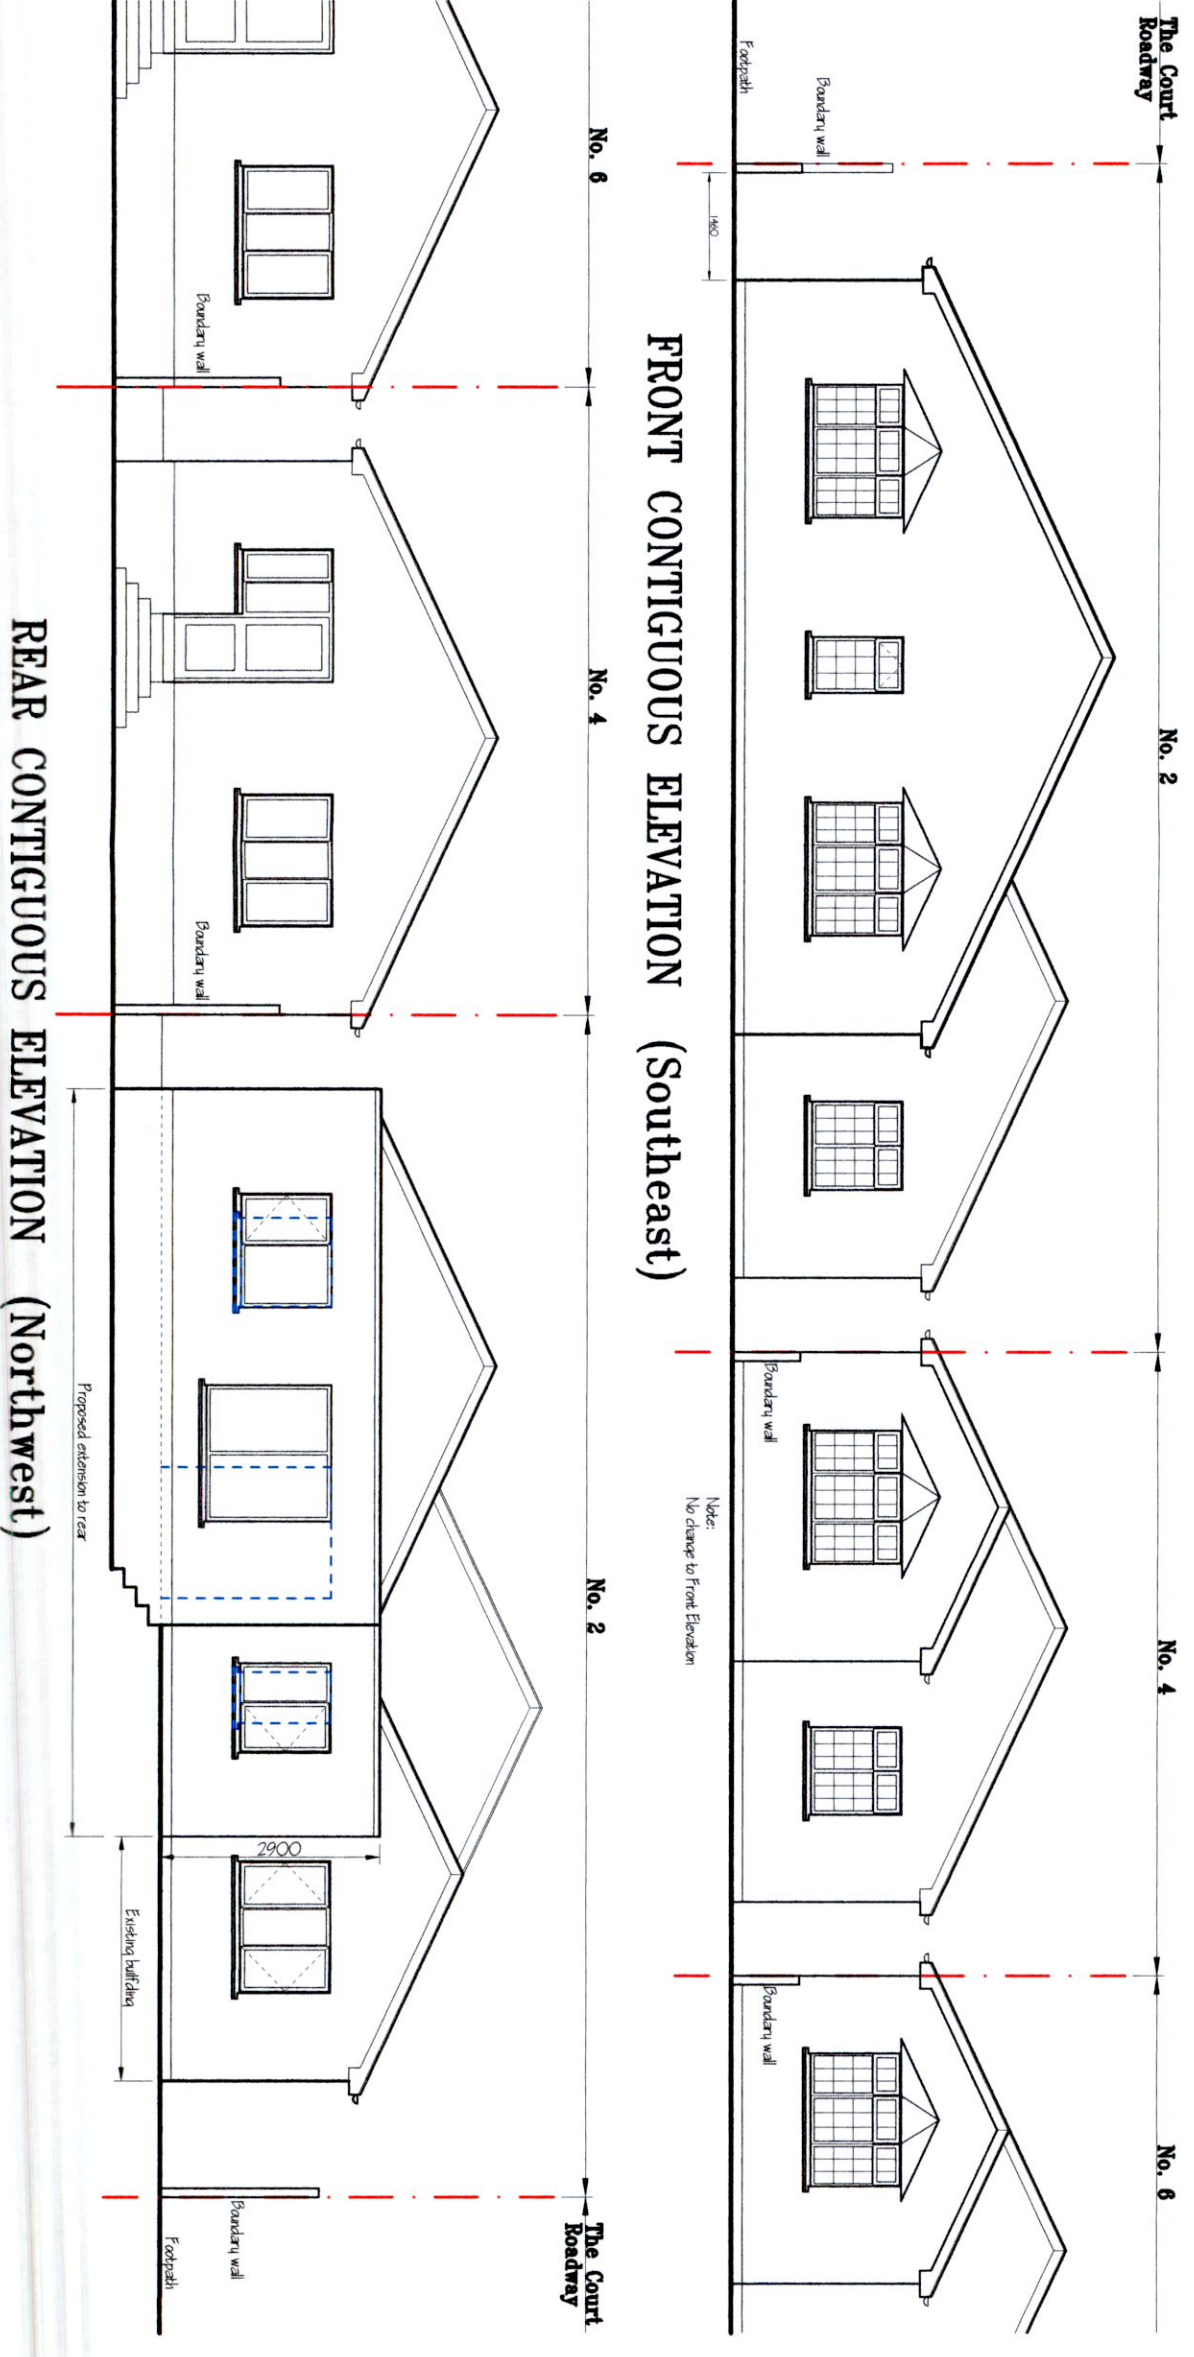 The Court
Roadway
No. 2
No. 4
No. 6
Boundary wall
Footpath
1460
Boundary wall
Boundary wall
Note:
No change to Front Elevation
FRONT CONTIGUOUS ELEVATION (Southeast)
No. 6
No. 4
No. 2
The Court
Roadway
Boundary wall
Boundary wall
2900
Boundary wall
Footpath
Existing builfding
Proposed extension to rear
REAR CONTIGUOUS ELEVATION (Northwest)